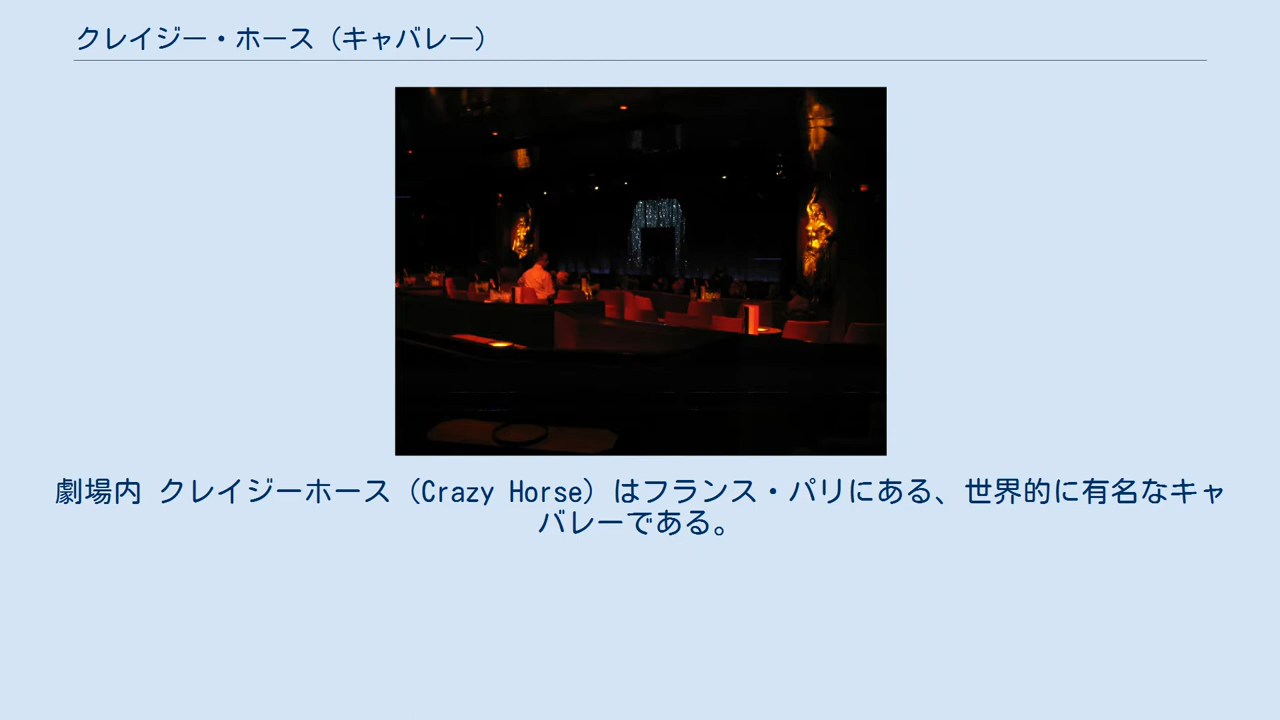 クレイジー・ホース（キャバレー）
劇場内 クレイジーホース（Crazy Horse）はフランス・パリにある、世界的に有名なキャ
バレーである。